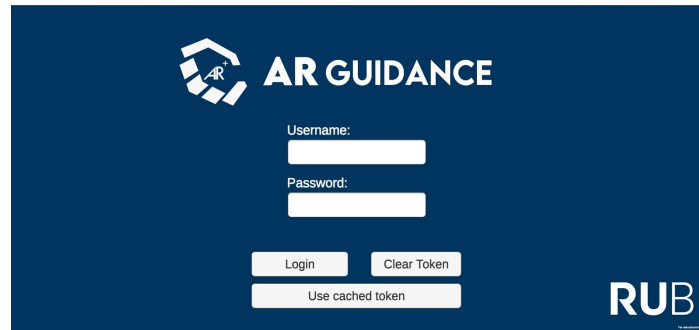 AR+ AR GUIDANCE
Username:
Password:
Login Clear Token
Use cached token
RUB